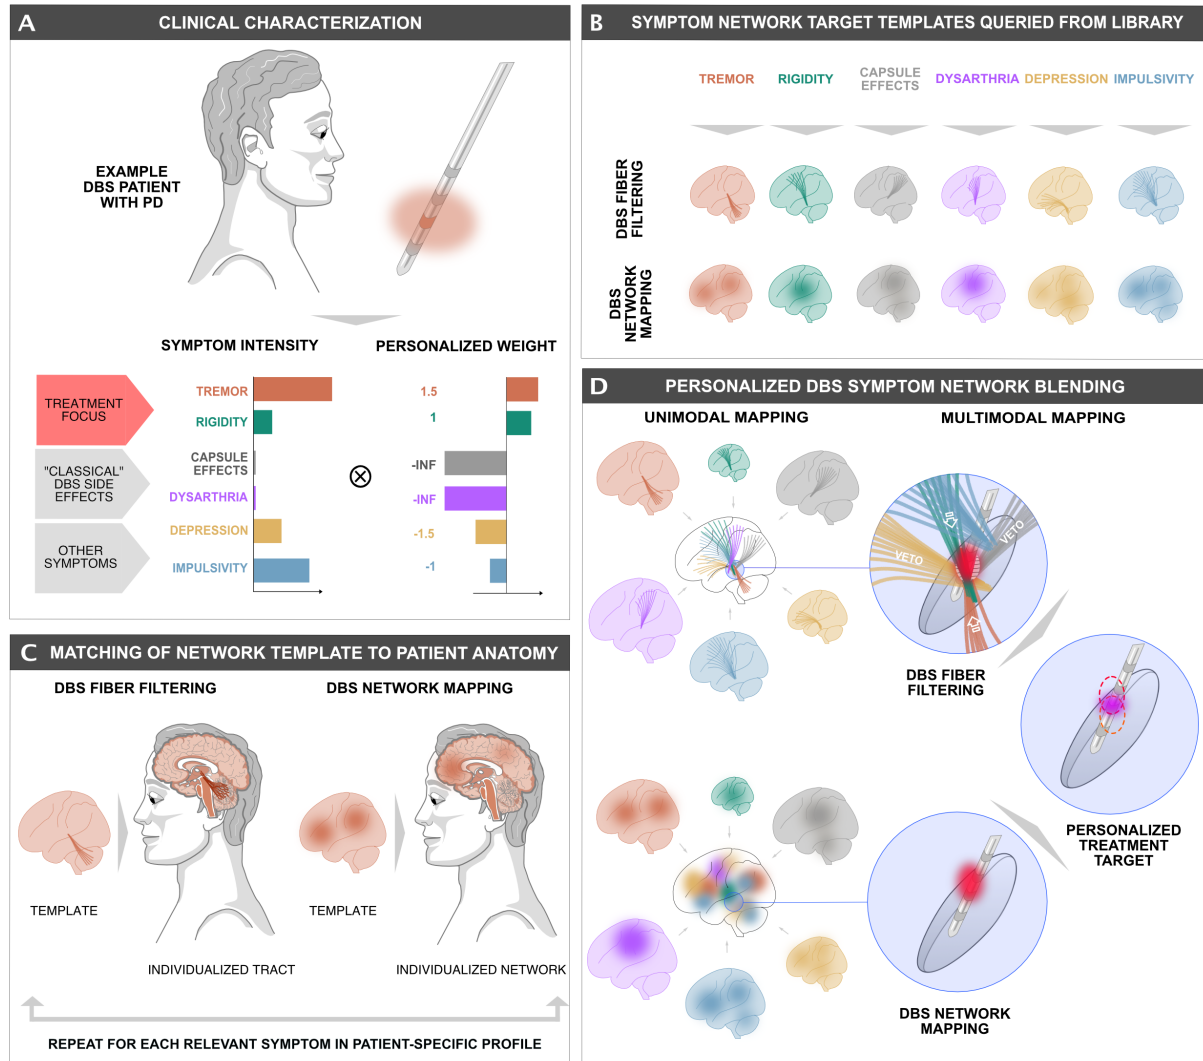 A CLINICAL CHARACTERIZATION
EXAMPLE
DBS PATIENT
WITH PD
SYMPTOM INTENSITY
PERSONALIZED WEIGHT
TREATMENT
FOCUS
TREMOR
1.5
RIGIDITY
1
"CLASSICAL"
DBS SIDE
EFFECTS
CAPSULE
EFFECTS
-INF
DYSARTHRIA
-INF
OTHER
SYMPTOMS
DEPRESSION
-1.5
IMPULSIVITY
-1
B SYMPTOM NETWORK TARGET TEMPLATES QUERIED FROM LIBRARY
TREMOR
RIGIDITY
CAPSULE
EFFECTS
DYSARTHRIA
DEPRESSION
IMPULSIVITY
DBS FIBER
FILTERING
DBS
NETWORK
MAPPING
C MATCHING OF NETWORK TEMPLATE TO PATIENT ANATOMY
DBS FIBER FILTERING
DBS NETWORK MAPPING
TEMPLATE
TEMPLATE
INDIVIDUALIZED TRACT
INDIVIDUALIZED NETWORK
REPEAT FOR EACH RELEVANT SYMPTOM IN PATIENT-SPECIFIC PROFILE
D PERSONALIZED DBS SYMPTOM NETWORK BLENDING
UNIMODAL MAPPING
MULTIMODAL MAPPING
VETO
VETO
DBS FIBER
FILTERING
PERSONALIZED
TREATMENT
TARGET
DBS NETWORK
MAPPING